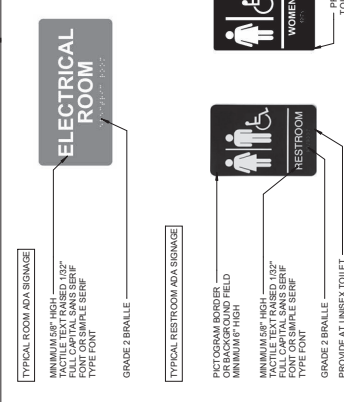 TYPICAL ROOM ADA SIGNAGE
MINIMUM 5/8" HIGH
TACTILE TEXT RAISED 1/32"
FULL CAPITAL SANS SERIF
FONT OR SIMPLE SERIF
TYPE FONT
GRADE 2 BRAILLE
ELECTRICAL
ROOM
TYPICAL RESTROOM ADA SIGNAGE
PICTOGRAM BORDER
OR BACKGROUND FIELD
MINIMUM 6" HIGH
MINIMUM 5/8" HIGH
TACTILE TEXT RAISED 1/32"
FULL CAPITAL SANS SERIF
FONT OR SIMPLE SERIF
TYPE FONT
GRADE 2 BRAILLE
PROVIDE AT UNISEX TOILET
RESTROOM
WOMEN